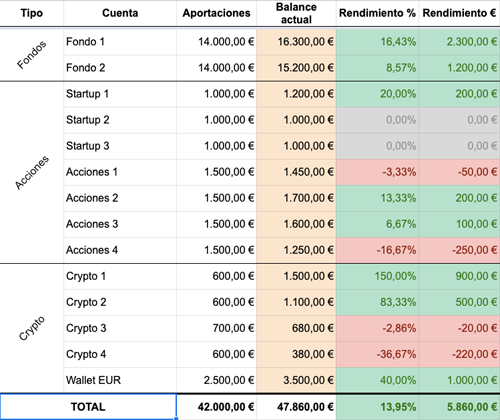 Tipo Cuenta Aportaciones Balance actual Rendimiento % Rendimiento €
Fondos
Fondo 1 14.000,00 € 16.300,00 € 16,43% 2.300,00 €
Fondo 2 14.000,00 € 15.200,00 € 8,57% 1.200,00 €
Acciones
Startup 1 1.000,00 € 1.200,00 € 20,00% 200,00 €
Startup 2 1.000,00 € 1.000,00 € 0,00% 0,00 €
Startup 3 1.000,00 € 1.000,00 € 0,00% 0,00 €
Acciones 1 1.500,00 € 1.450,00 € -3,33% -50,00 €
Acciones 2 1.500,00 € 1.700,00 € 13,33% 200,00 €
Acciones 3 1.500,00 € 1.600,00 € 6,67% 100,00 €
Acciones 4 1.500,00 € 1.250,00 € -16,67% -250,00 €
Crypto
Crypto 1 600,00 € 1.500,00 € 150,00% 900,00 €
Crypto 2 600,00 € 1.100,00 € 83,33% 500,00 €
Crypto 3 700,00 € 680,00 € -2,86% -20,00 €
Crypto 4 600,00 € 380,00 € -36,67% -220,00 €
Wallet EUR 2.500,00 € 3.500,00 € 40,00% 1.000,00 €
TOTAL 42.000,00 € 47.860,00 € 13,95% 5.860,00 €